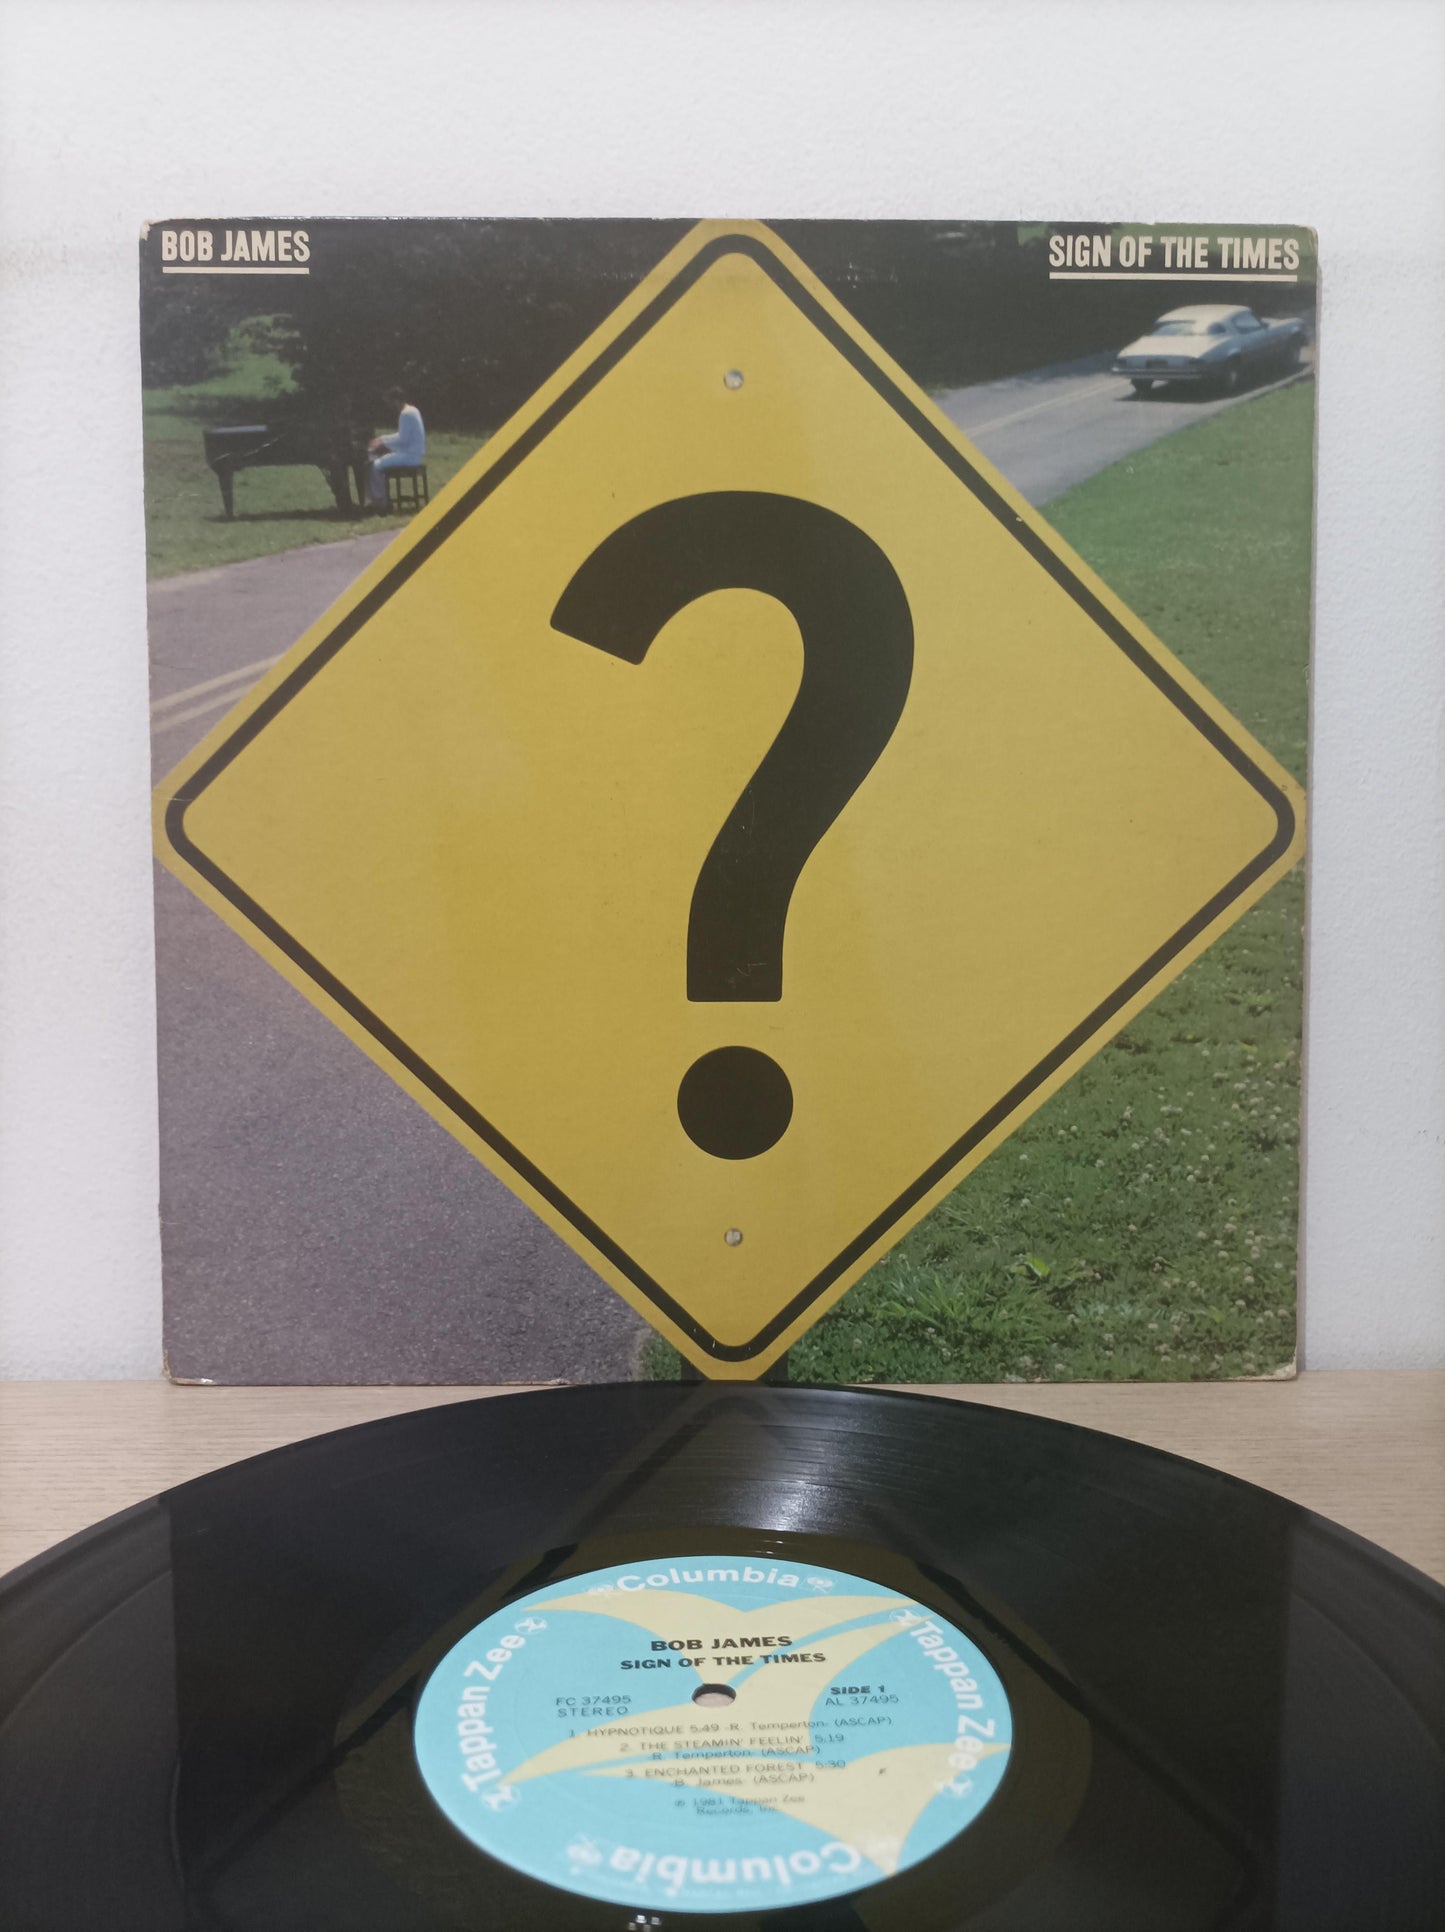 BOB JAMES
SIGN OF THE TIMES
?
Columbia
Tappan Zee
Tappan Zee
BOB JAMES
SIGN OF THE TIMES
FC 37495
STEREO
SIDE 1
AL 37495
1. HYPNOTIQUE 5:49 -R. Temperton- (ASCAP)
2. THE STEAMIN' FEELIN' 5:19
-R. Temperton- (ASCAP)
3. ENCHANTED FOREST 5:30
-B. James- (ASCAP)
℗ 1981 Tappan Zee
Records, Inc.
Columbia